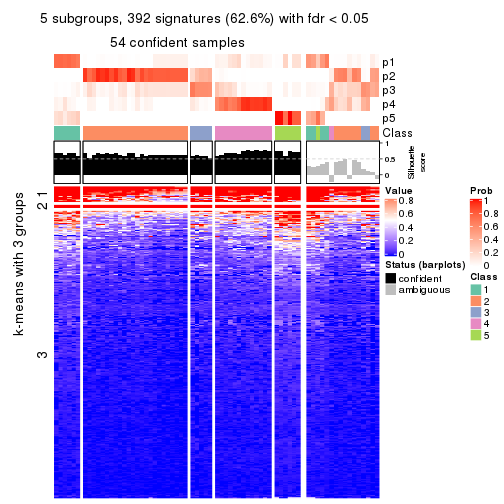 5 subgroups, 392 signatures (62.6%) with fdr < 0.05
54 confident samples
p1
p2
p3
p4
p5
Class
1
0.5
0
Silhouette
score
k-means with 3 groups
1
2
3
Value
0.8
0.6
0.4
0.2
0
Status (barplots)
confident
ambiguous
Prob
1
0.8
0.6
0.4
0.2
0
Class
1
2
3
4
5